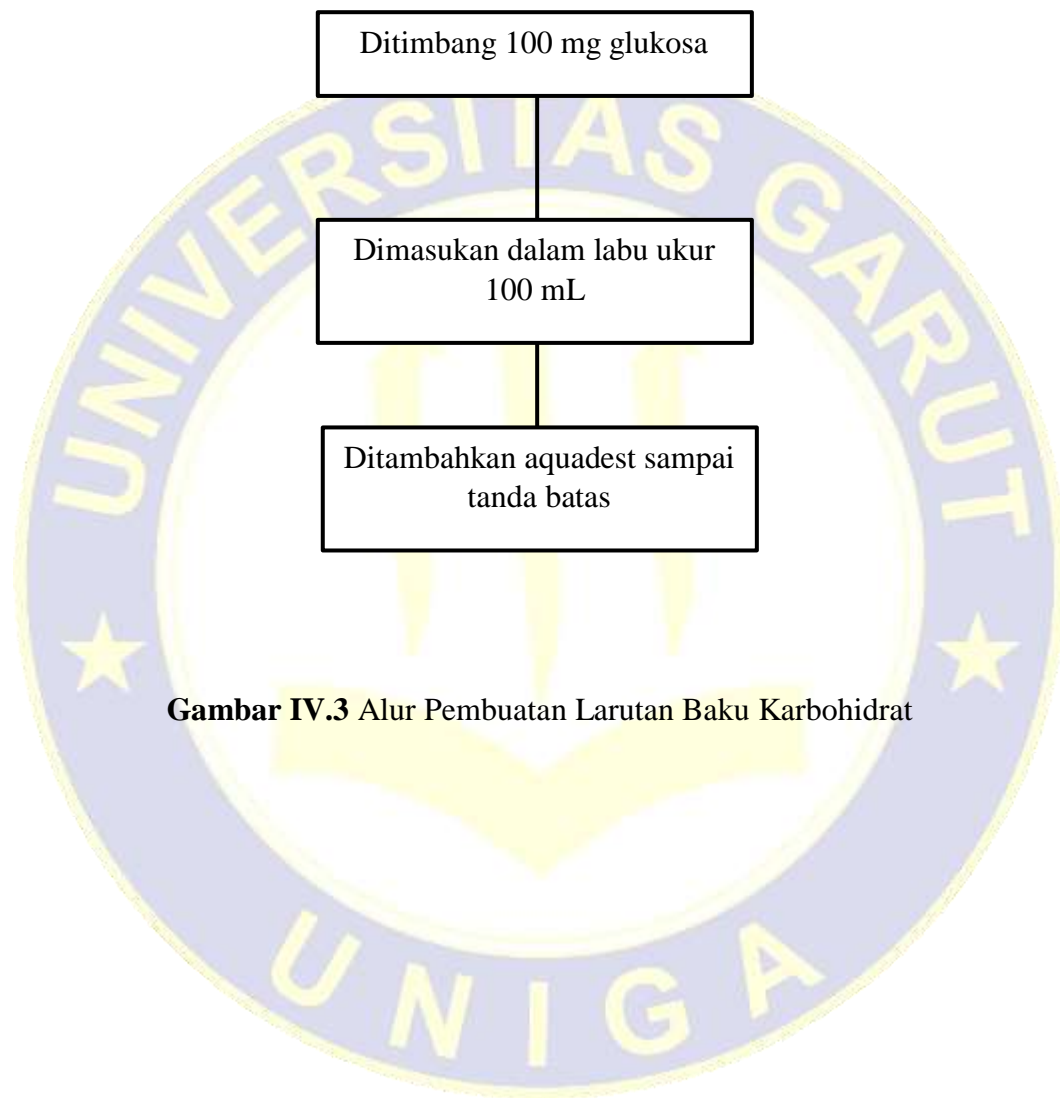 Ditimbang 100 mg glukosa
UNIVERSITAS GARUT
Dimasukan dalam labu ukur
100 mL
Ditambahkan aquadest sampai
tanda batas
Gambar IV.3 Alur Pembuatan Larutan Baku Karbohidrat
UNIGA